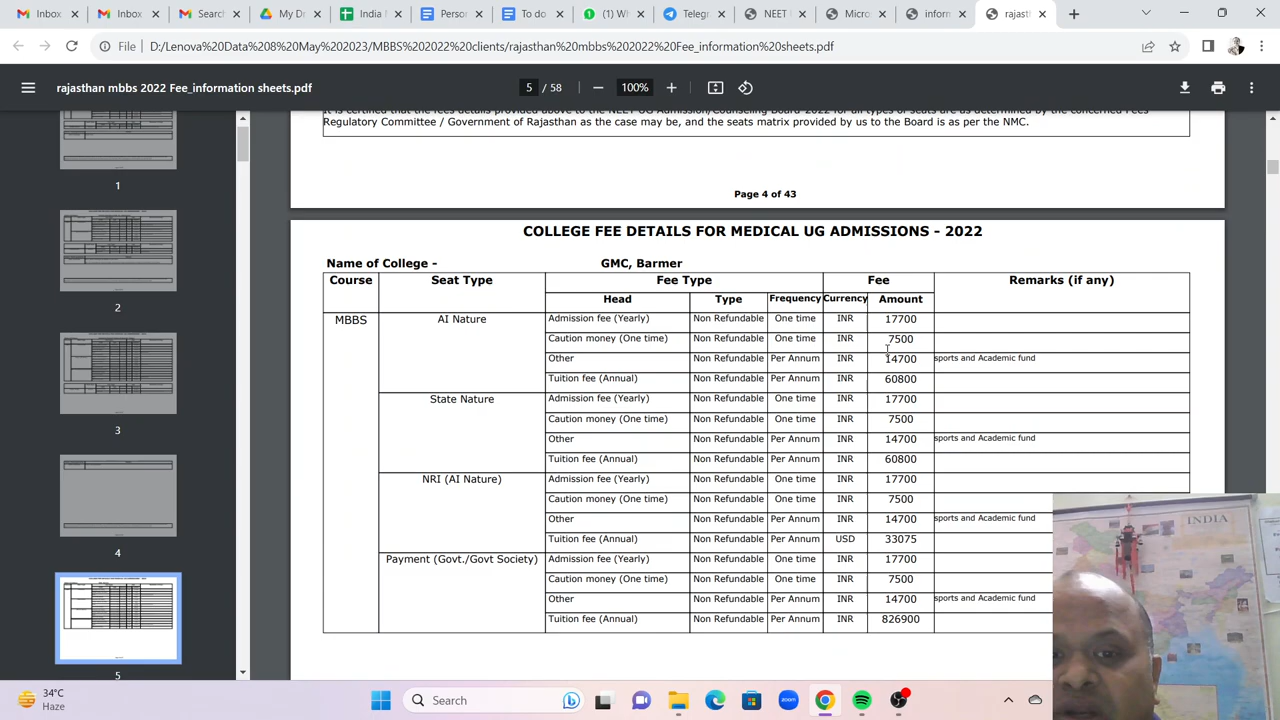 Inbox
Inbox
Search
My Dr
India M
Person
To do
(1) Wh
Telegr
NEET
Micros
inform
rajasth
File D:/Lenova%20Data%208%20May%2023/MBBS%202022%20clients/rajasthan%20mbbs%202022%20Fee_information%20sheets.pdf
rajasthan mbbs 2022 Fee_information sheets.pdf
5 / 58
100%
Regulatory Committee / Government of Rajasthan as the case may be, and the seats matrix provided by us to the Board is as per the NMC.
Page 4 of 43
COLLEGE FEE DETAILS FOR MEDICAL UG ADMISSIONS - 2022
Name of College - GMC, Barmer
Course Seat Type Fee Type Fee Remarks (if any)
Head Type Frequency Currency Amount
MBBS AI Nature Admission fee (Yearly) Non Refundable One time INR 17700
Caution money (One time) Non Refundable One time INR 7500
Other Non Refundable Per Annum INR 14700 sports and Academic fund
Tuition fee (Annual) Non Refundable Per Annum INR 60800
State Nature Admission fee (Yearly) Non Refundable One time INR 17700
Caution money (One time) Non Refundable One time INR 7500
Other Non Refundable Per Annum INR 14700 sports and Academic fund
Tuition fee (Annual) Non Refundable Per Annum INR 60800
NRI (AI Nature) Admission fee (Yearly) Non Refundable One time INR 17700
Caution money (One time) Non Refundable One time INR 7500
Other Non Refundable Per Annum INR 14700 sports and Academic fund
Tuition fee (Annual) Non Refundable Per Annum USD 33075
Payment (Govt./Govt Society) Admission fee (Yearly) Non Refundable One time INR 17700
Caution money (One time) Non Refundable One time INR 7500
Other Non Refundable Per Annum INR 14700 sports and Academic fund
Tuition fee (Annual) Non Refundable Per Annum INR 826900
1
2
3
4
5
INDIA
34°C
Haze
Search
zoom